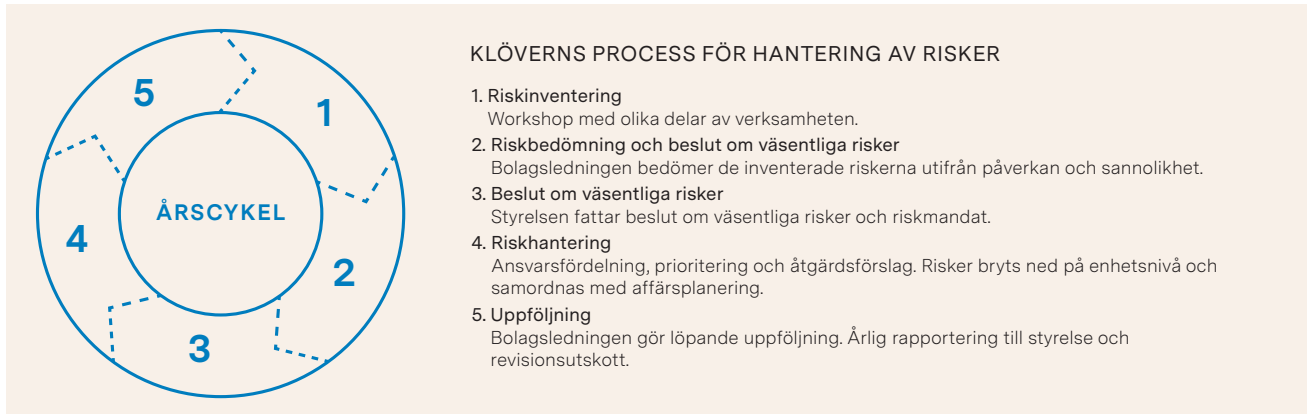 5
1
ÅRSCYKEL
4
2
3
KLÖVERNS PROCESS FÖR HANTERING AV RISKER
1. Riskinventering
Workshop med olika delar av verksamheten.
2. Riskbedömning och beslut om väsentliga risker
Bolagsledningen bedömer de inventerade riskerna utifrån påverkan och sannolikhet.
3. Beslut om väsentliga risker
Styrelsen fattar beslut om väsentliga risker och riskmandat.
4. Riskhantering
Ansvarsfördelning, prioritering och åtgärdsförslag. Risker bryts ned på enhetsnivå och
samordnas med affärsplanering.
5. Uppföljning
Bolagsledningen gör löpande uppföljning. Årlig rapportering till styrelse och
revisionsutskott.